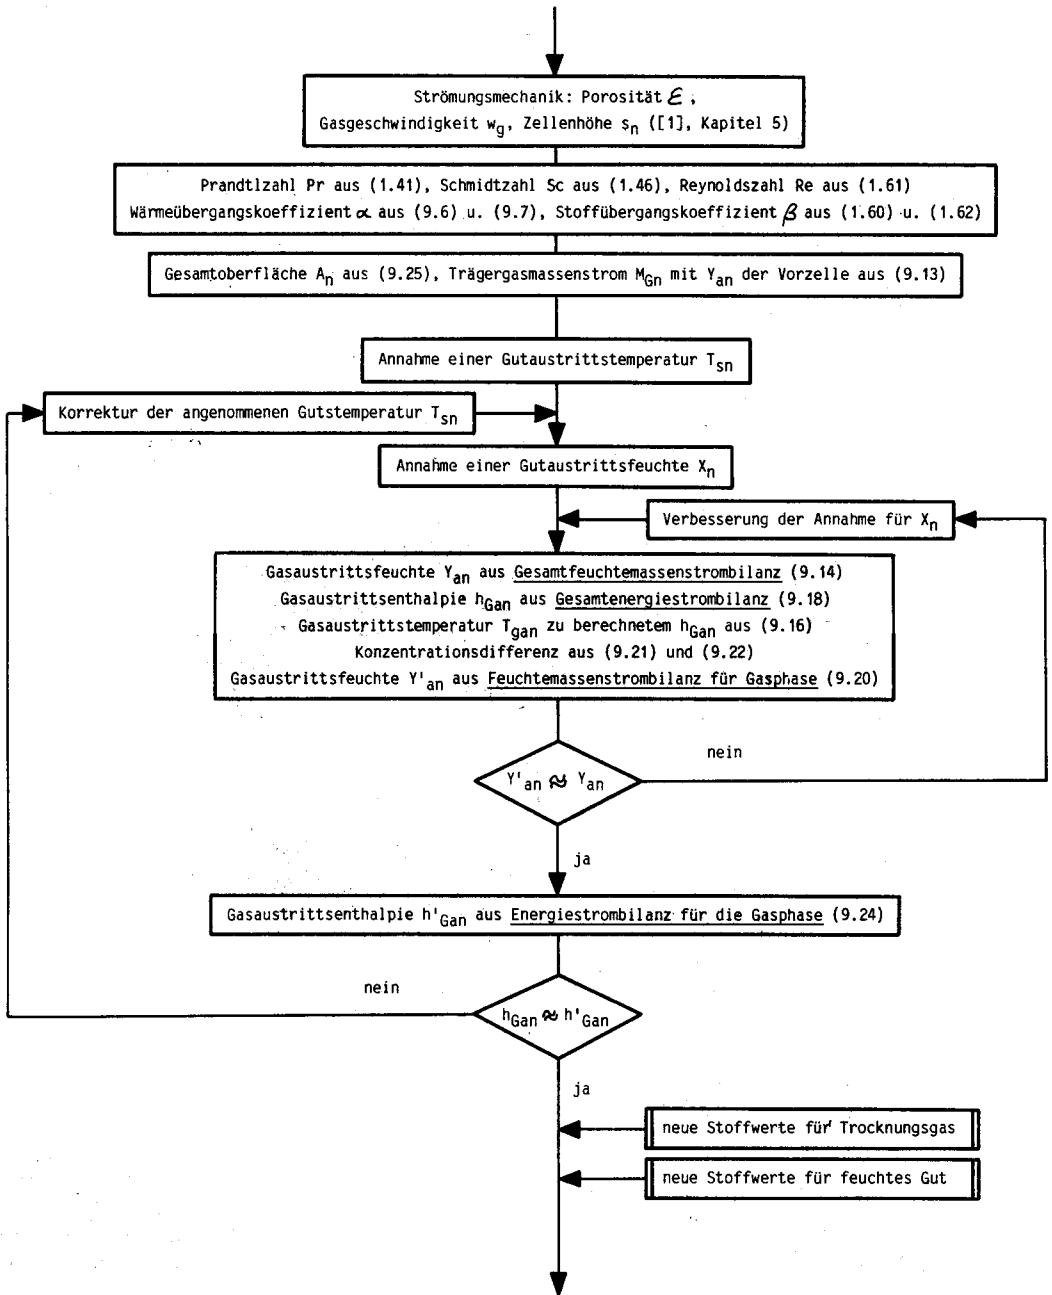 Strömungsmechanik: Porosität ε,
Gasgeschwindigkeit w_g, Zellenhöhe s_n ([1], Kapitel 5)
Prandtlzahl Pr aus (1.41), Schmidtzahl Sc aus (1.46), Reynoldszahl Re aus (1.61)
Wärmeübergangskoeffizient α aus (9.6) u. (9.7), Stoffübergangskoeffizient β aus (1.60) u. (1.62)
Gesamtoberfläche A_n aus (9.25), Trägergasmassenstrom M_Gn mit Y_an der Vorzelle aus (9.13)
Annahme einer Gutaustrittstemperatur T_sn
Korrektur der angenommenen Gutstemperatur T_sn
Annahme einer Gutaustrittsfeuchte X_n
Verbesserung der Annahme für X_n
Gasaustrittsfeuchte Y_an aus Gesamtfeuchtemassenstrombilanz (9.14)
Gasaustrittsenthalpie h_Gan aus Gesamtenergiestrombilanz (9.18)
Gasaustrittstemperatur T_gan zu berechnetem h_Gan aus (9.16)
Konzentrationsdifferenz aus (9.21) und (9.22)
Gasaustrittsfeuchte Y'_an aus Feuchtemassenstrombilanz für Gasphase (9.20)
nein
Y'_an ≈ Y_an
ja
Gasaustrittsenthalpie h'_Gan aus Energiestrombilanz für die Gasphase (9.24)
nein
h_Gan ≈ h'_Gan
ja
neue Stoffwerte für Trocknungsgas
neue Stoffwerte für feuchtes Gut